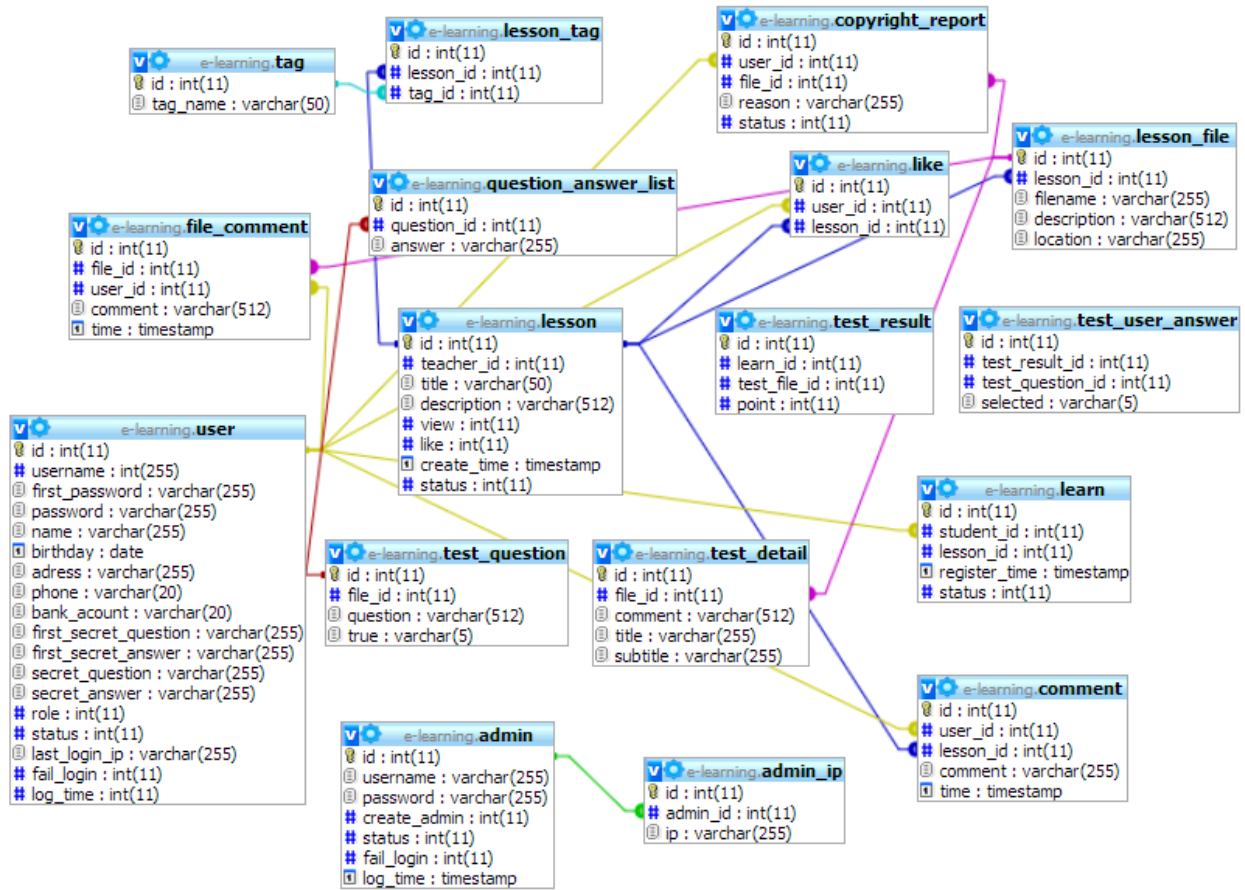 e-learning.tag
id : int(11)
tag_name : varchar(50)
e-learning.lesson_tag
id : int(11)
lesson_id : int(11)
tag_id : int(11)
e-learning.copyright_report
id : int(11)
user_id : int(11)
file_id : int(11)
reason : varchar(255)
status : int(11)
e-learning.lesson_file
id : int(11)
lesson_id : int(11)
filename : varchar(255)
description : varchar(512)
location : varchar(255)
e-learning.like
id : int(11)
user_id : int(11)
lesson_id : int(11)
e-learning.question_answer_list
id : int(11)
question_id : int(11)
answer : varchar(255)
e-learning.file_comment
id : int(11)
file_id : int(11)
user_id : int(11)
comment : varchar(512)
time : timestamp
e-learning.lesson
id : int(11)
teacher_id : int(11)
title : varchar(50)
description : varchar(512)
view : int(11)
like : int(11)
create_time : timestamp
status : int(11)
e-learning.test_result
id : int(11)
learn_id : int(11)
test_file_id : int(11)
point : int(11)
e-learning.test_user_answer
id : int(11)
test_result_id : int(11)
test_question_id : int(11)
selected : varchar(5)
e-learning.user
id : int(11)
username : int(255)
first_password : varchar(255)
password : varchar(255)
name : varchar(255)
birthday : date
adress : varchar(255)
phone : varchar(20)
bank_acount : varchar(20)
first_secret_question : varchar(255)
first_secret_answer : varchar(255)
secret_question : varchar(255)
secret_answer : varchar(255)
role : int(11)
status : int(11)
last_login_ip : varchar(255)
fail_login : int(11)
log_time : int(11)
e-learning.learn
id : int(11)
student_id : int(11)
lesson_id : int(11)
register_time : timestamp
status : int(11)
e-learning.test_question
id : int(11)
file_id : int(11)
question : varchar(512)
true : varchar(5)
e-learning.test_detail
id : int(11)
file_id : int(11)
comment : varchar(512)
title : varchar(255)
subtitle : varchar(255)
e-learning.comment
id : int(11)
user_id : int(11)
lesson_id : int(11)
comment : varchar(255)
time : timestamp
e-learning.admin
id : int(11)
username : varchar(255)
password : varchar(255)
create_admin : int(11)
status : int(11)
fail_login : int(11)
log_time : timestamp
e-learning.admin_ip
id : int(11)
admin_id : int(11)
ip : varchar(255)